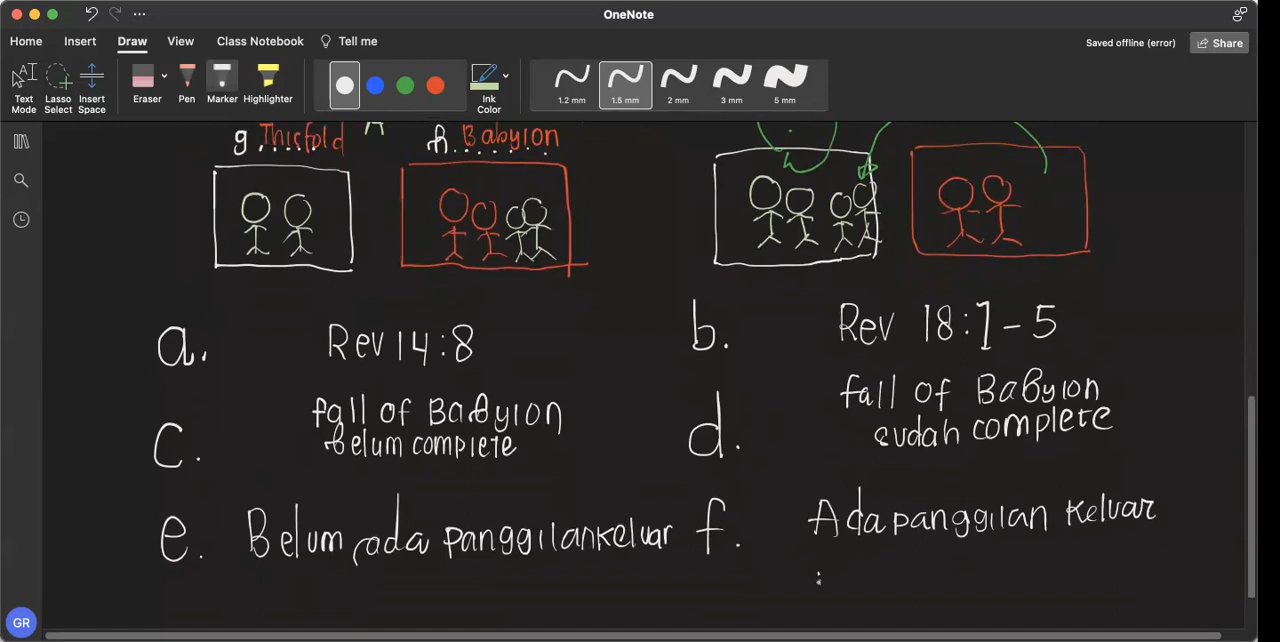 OneNote
Home Insert Draw View Class Notebook Tell me
Saved offline (error) Share
Text Mode
Lasso Select
Insert Space
Eraser
Pen
Marker
Highlighter
Ink Color
1.2 mm
1.5 mm
2 mm
3 mm
5 mm
g. Thisfold
h. Babylon
a. Rev 14:8
b. Rev 18:1-5
c. fall of Babylon
belum complete
d. fall of Babylon
sudah complete
e. Belum ada panggilan keluar
f. Ada panggilan keluar
GR